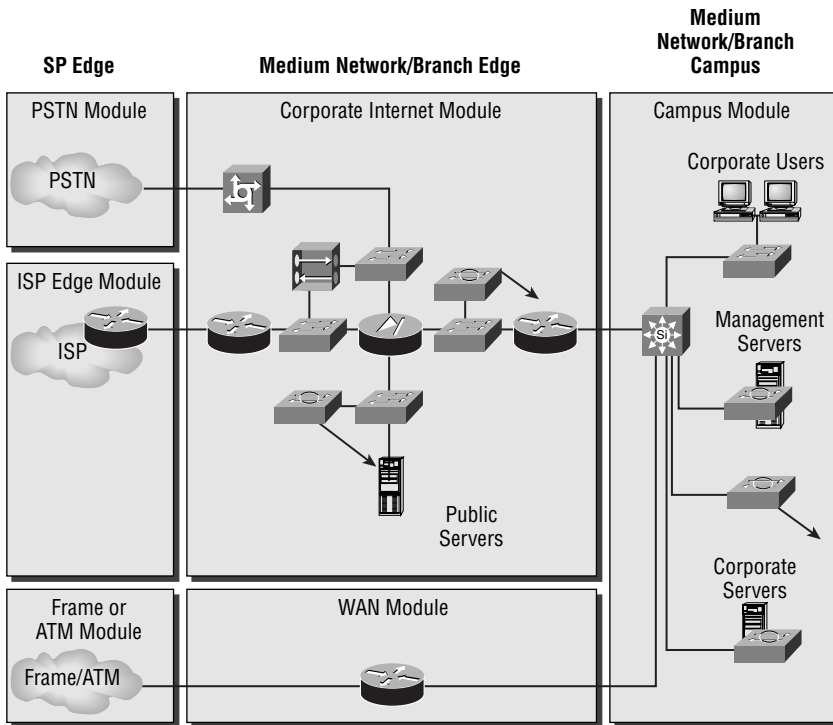 SP Edge
Medium Network/Branch Edge
Medium
Network/Branch
Campus
PSTN Module
PSTN
Corporate Internet Module
Campus Module
Corporate Users
ISP Edge Module
ISP
Si
Management
Servers
Public
Servers
Corporate
Servers
Frame or
ATM Module
Frame/ATM
WAN Module